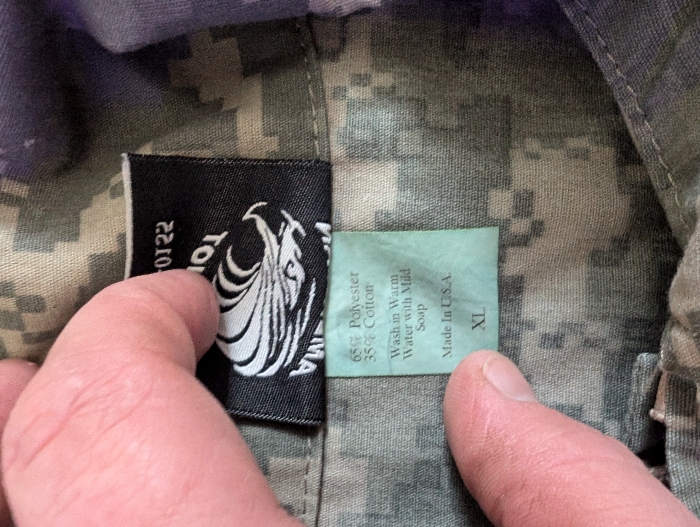 65% Polyester
35% Cotton
Wash in Warm
Water with Mild
Soap
Made In U.S.A.
XL